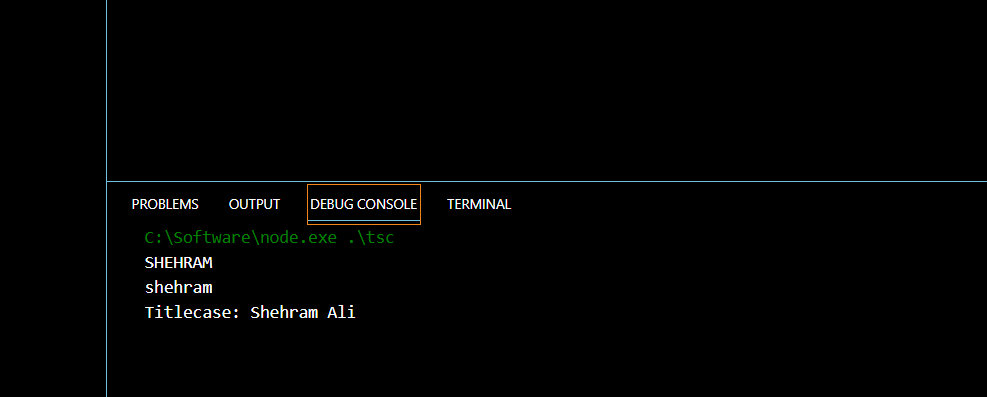 PROBLEMS OUTPUT DEBUG CONSOLE TERMINAL
C:\Software\node.exe .\tsc
SHEHRAM
shehram
Titlecase: Shehram Ali